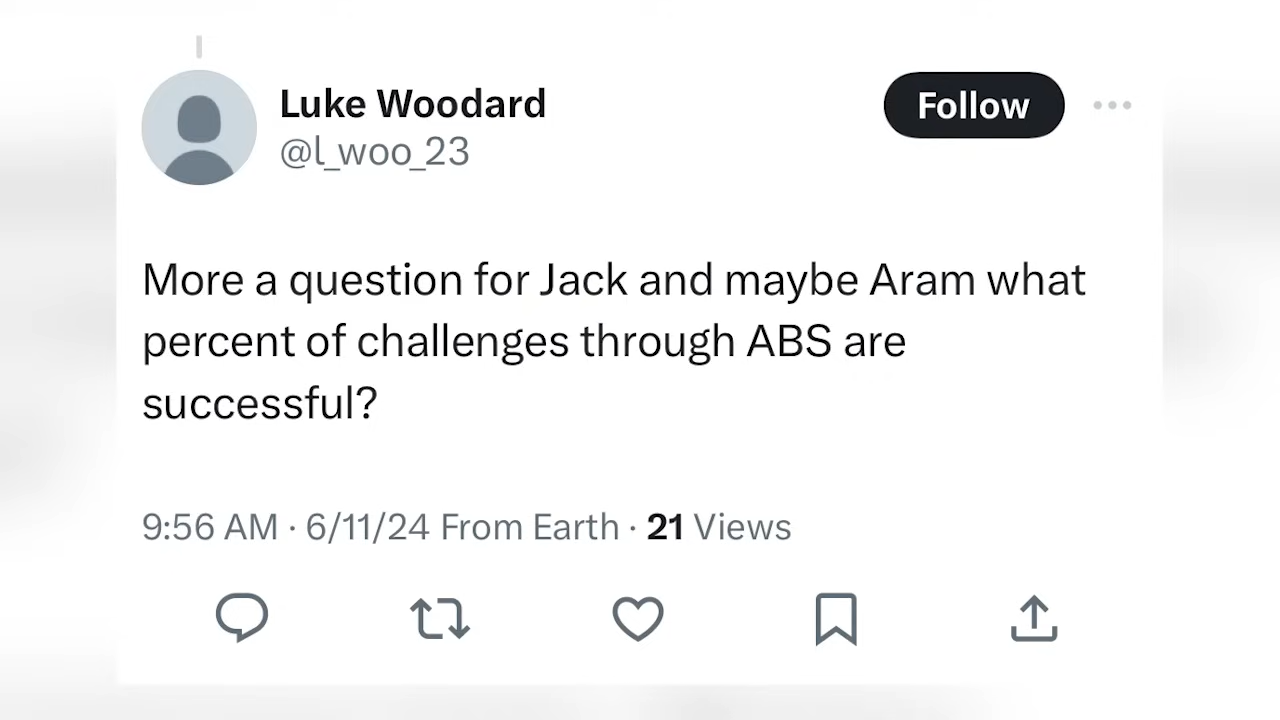 Luke Woodard
Follow
@l_woo_23
More a question for Jack and maybe Aram what
percent of challenges through ABS are
successful?
9:56 AM · 6/11/24 From Earth · 21 Views